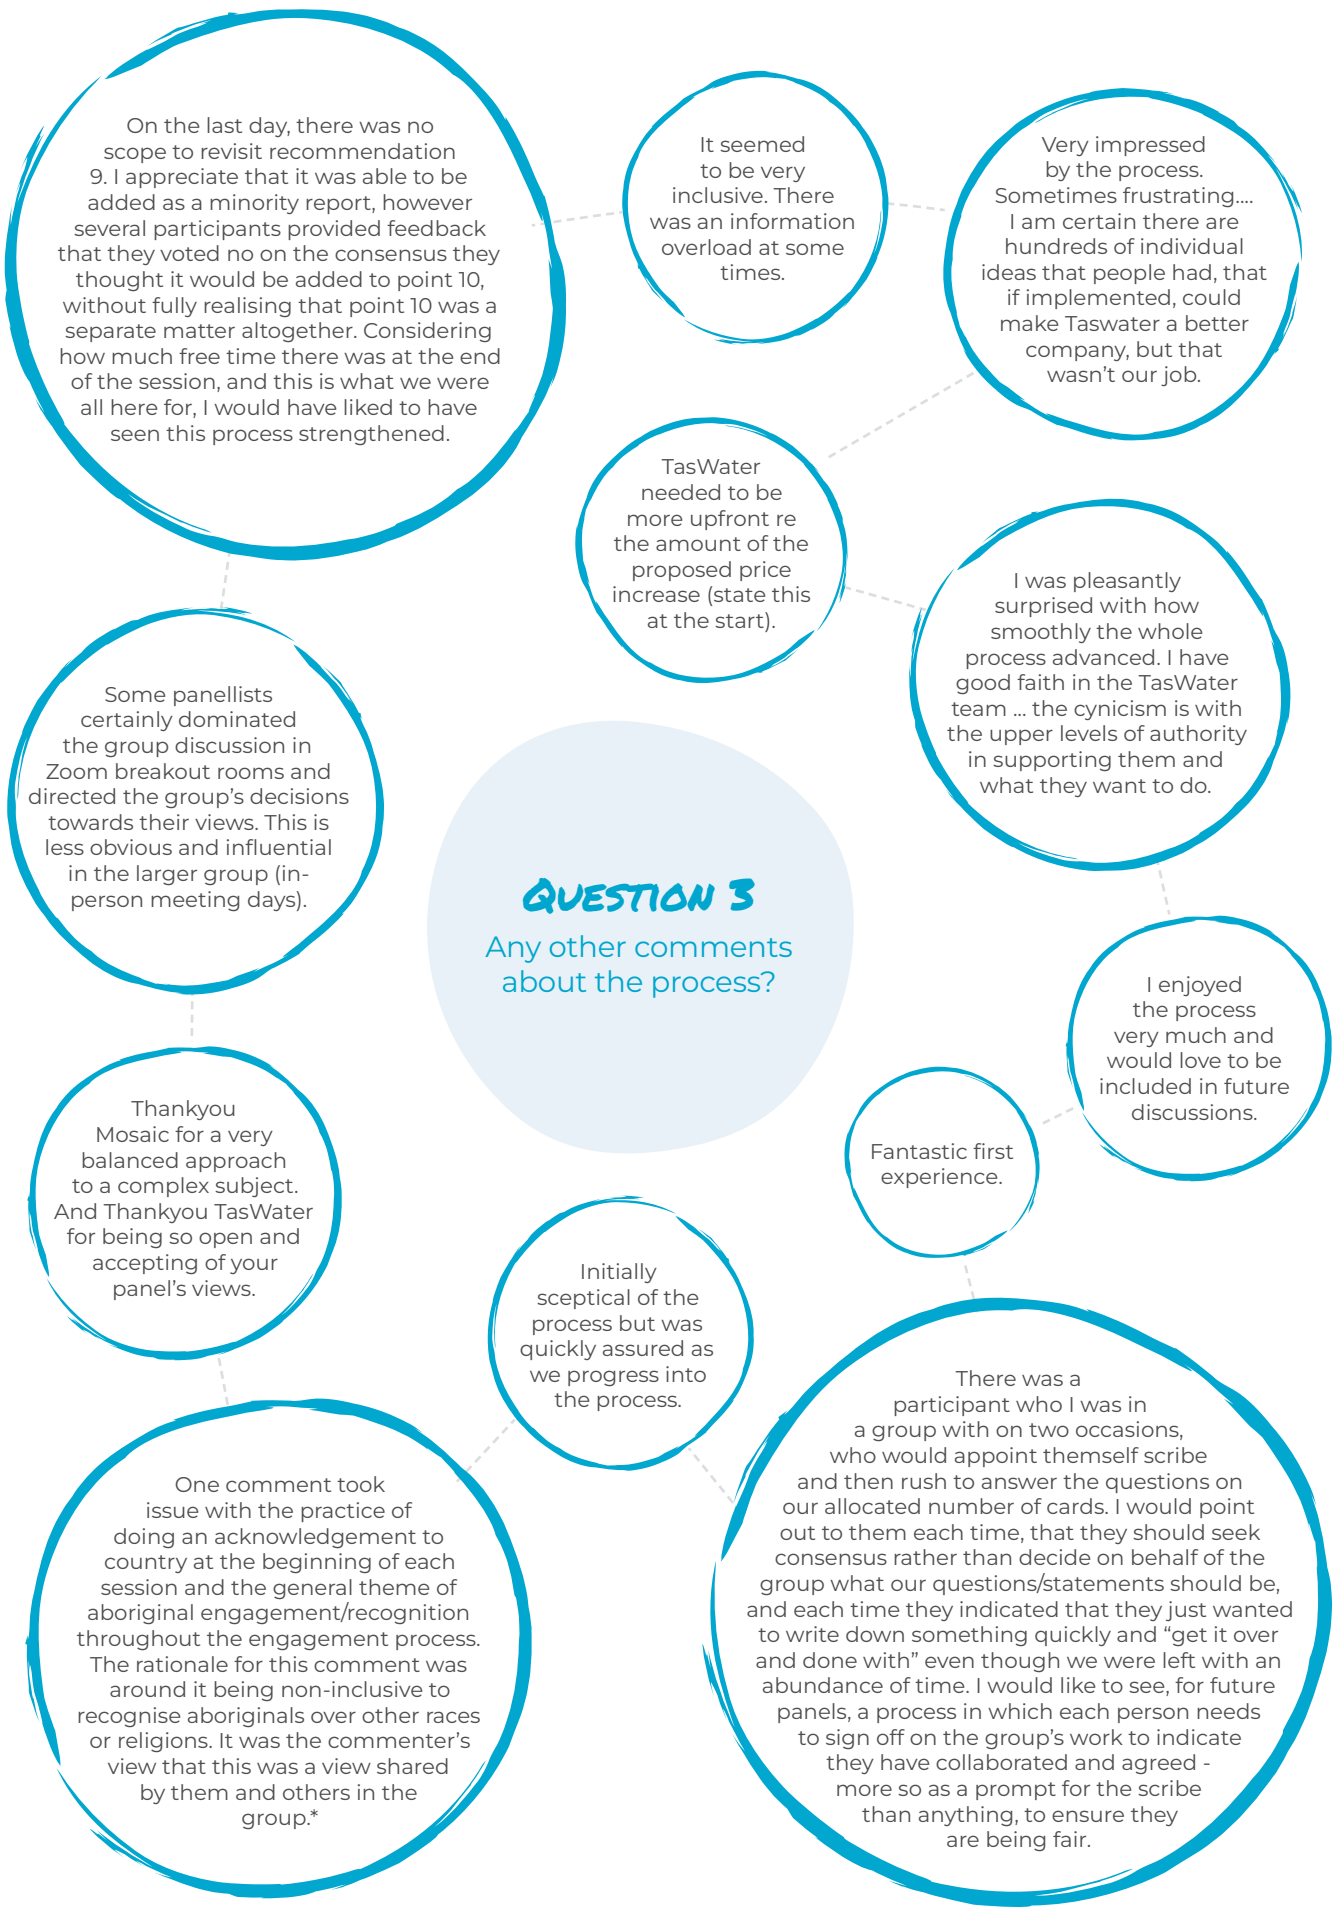 On the last day, there was no
scope to revisit recommendation
9. I appreciate that it was able to be
added as a minority report, however
several participants provided feedback
that they voted no on the consensus they
thought it would be added to point 10,
without fully realising that point 10 was a
separate matter altogether. Considering
how much free time there was at the end
of the session, and this is what we were
all here for, I would have liked to have
seen this process strengthened.
It seemed
to be very
inclusive. There
was an information
overload at some
times.
Very impressed
by the process.
Sometimes frustrating....
I am certain there are
hundreds of individual
ideas that people had, that
if implemented, could
make Taswater a better
company, but that
wasn't our job.
TasWater
needed to be
more upfront re
the amount of the
proposed price
increase (state this
at the start).
I was pleasantly
surprised with how
smoothly the whole
process advanced. I have
good faith in the TasWater
team ... the cynicism is with
the upper levels of authority
in supporting them and
what they want to do.
Some panellists
certainly dominated
the group discussion in
Zoom breakout rooms and
directed the group's decisions
towards their views. This is
less obvious and influential
in the larger group (in-
person meeting days).
QUESTION 3
Any other comments
about the process?
I enjoyed
the process
very much and
would love to be
included in future
discussions.
Thankyou
Mosaic for a very
balanced approach
to a complex subject.
And Thankyou TasWater
for being so open and
accepting of your
panel's views.
Fantastic first
experience.
Initially
sceptical of the
process but was
quickly assured as
we progress into
the process.
There was a
participant who I was in
a group with on two occasions,
who would appoint themself scribe
and then rush to answer the questions on
our allocated number of cards. I would point
out to them each time, that they should seek
consensus rather than decide on behalf of the
group what our questions/statements should be,
and each time they indicated that they just wanted
to write down something quickly and “get it over
and done with” even though we were left with an
abundance of time. I would like to see, for future
panels, a process in which each person needs
to sign off on the group's work to indicate
they have collaborated and agreed -
more so as a prompt for the scribe
than anything, to ensure they
are being fair.
One comment took
issue with the practice of
doing an acknowledgement to
country at the beginning of each
session and the general theme of
aboriginal engagement/recognition
throughout the engagement process.
The rationale for this comment was
around it being non-inclusive to
recognise aboriginals over other races
or religions. It was the commenter's
view that this was a view shared
by them and others in the
group.*